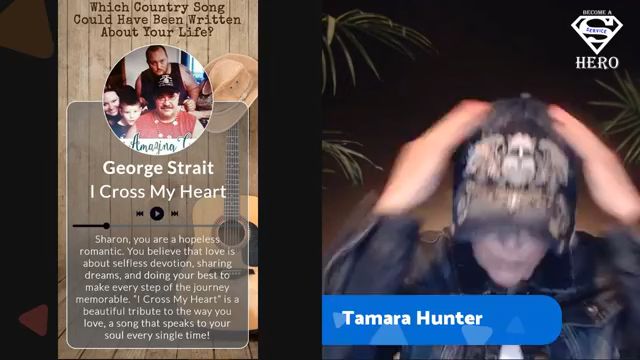 Which Country Song
Could Have Been Written
About Your Life?
Amazing
George Strait
I Cross My Heart
Sharon, you are a hopeless
romantic. You believe that love is
about selfless devotion, sharing
dreams, and doing your best to
make every step of the journey
memorable. "I Cross My Heart" is a
beautiful tribute to the way you
love, a song that speaks to your
soul every single time!
BECOME A
SERVICE
HERO
Tamara Hunter